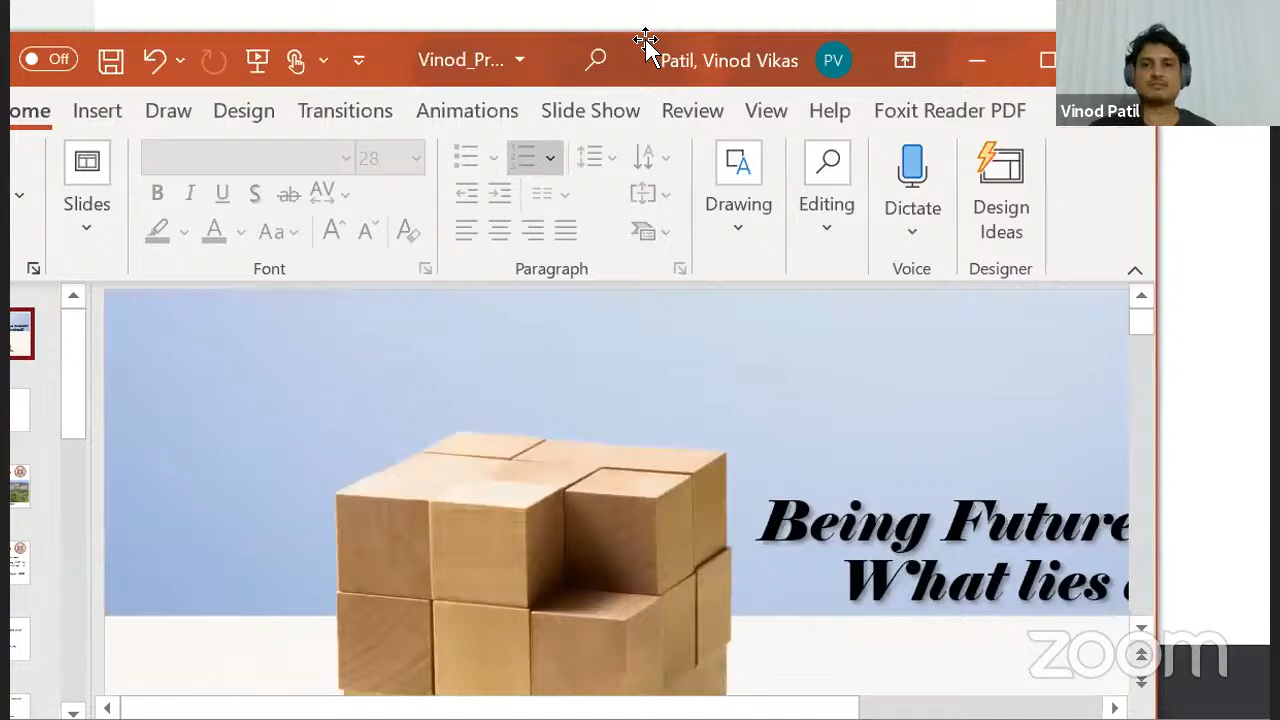 Off
Vinod_Pr...
Patil, Vinod Vikas
PV
ome Insert Draw Design Transitions Animations Slide Show Review View Help Foxit Reader PDF
Vinod Patil
28
Slides
B I U S ab AV
A Aa A A A
Font
Paragraph
Drawing
Editing
Dictate
Voice
Design
Ideas
Designer
Being Future
What lies
zoom